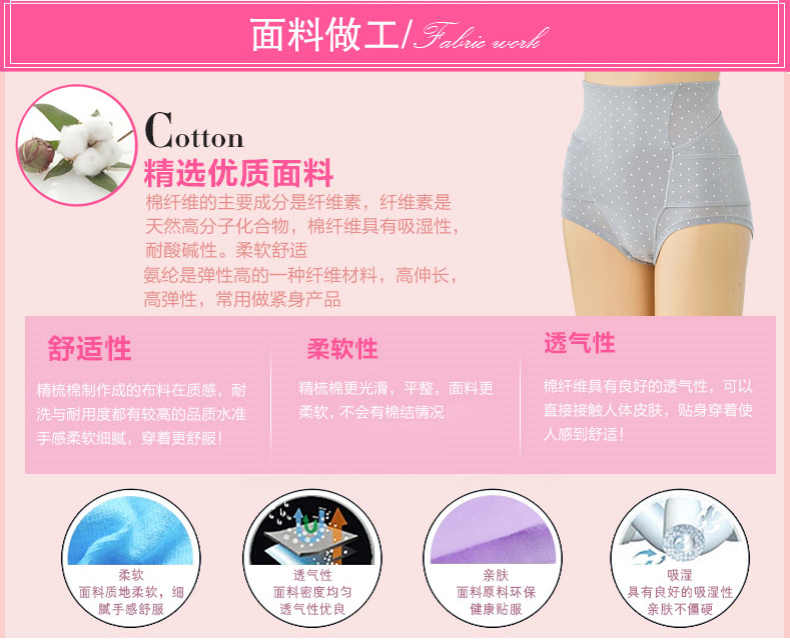 面料做工/Fabric work
Cotton
精选优质面料
棉纤维的主要成分是纤维素，纤维素是
天然高分子化合物，棉纤维具有吸湿性，
耐酸碱性。柔软舒适
氨纶是弹性高的一种纤维材料，高伸长，
高弹性，常用做紧身产品
舒适性
精梳棉制作成的布料在质感，耐
洗与耐用度都有较高的品质水准
手感柔软细腻，穿着更舒服！
柔软性
精梳棉更光滑，平整，面料更
柔软，不会有棉结情况
透气性
棉纤维具有良好的透气性，可以
直接接触人体皮肤，贴身穿着使
人感到舒适！
柔软
面料质地柔软，细
腻手感舒服
透气性
面料密度均匀
透气性优良
亲肤
面料原料环保
健康贴服
吸湿
具有良好的吸湿性
亲肤不僵硬